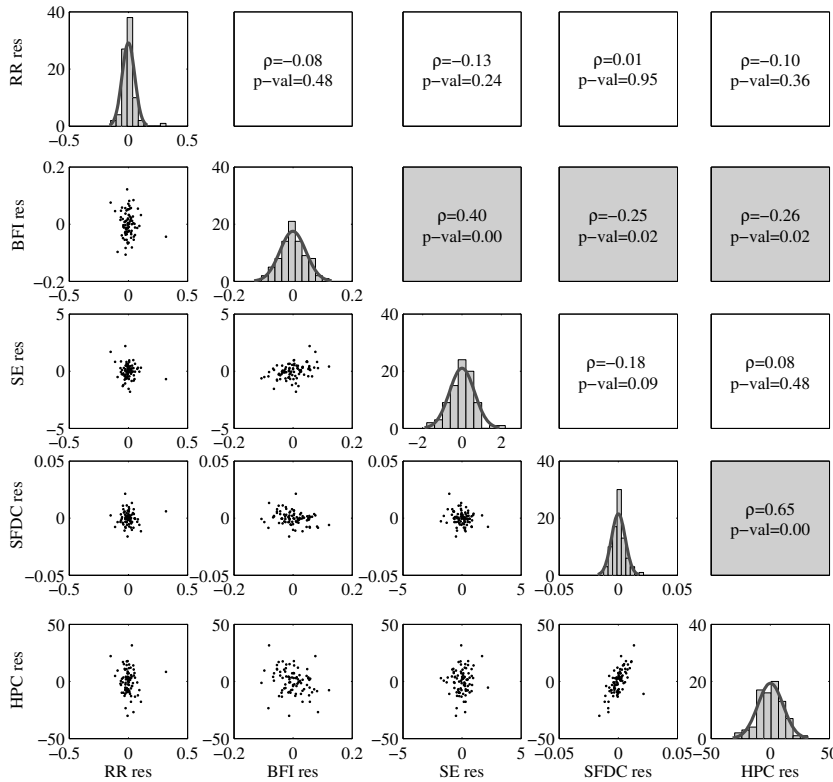 RR res
40
20
0
−0.5 0 0.5
ρ=−0.08
p−val=0.48
ρ=−0.13
p−val=0.24
ρ=0.01
p−val=0.95
ρ=−0.10
p−val=0.36
BFI res
0.2
0
−0.2
−0.5 0 0.5
40
20
0
−0.2 0 0.2
ρ=0.40
p−val=0.00
ρ=−0.25
p−val=0.02
ρ=−0.26
p−val=0.02
SE res
5
0
−5
−0.5 0 0.5
5
0
−5
−0.2 0 0.2
40
20
0
−2 0 2
ρ=−0.18
p−val=0.09
ρ=0.08
p−val=0.48
SFDC res
0.05
0
−0.05
−0.5 0 0.5
0.05
0
−0.05
−0.2 0 0.2
0.05
0
−0.05
−5 0 5
40
20
0
−0.05 0 0.05
ρ=0.65
p−val=0.00
HPC res
50
0
−50
−0.5 0 0.5
RR res
50
0
−50
−0.2 0 0.2
BFI res
50
0
−50
−5 0 5
SE res
50
0
−50
−0.05 0 0.05
SFDC res
40
20
0
−50 0 50
HPC res